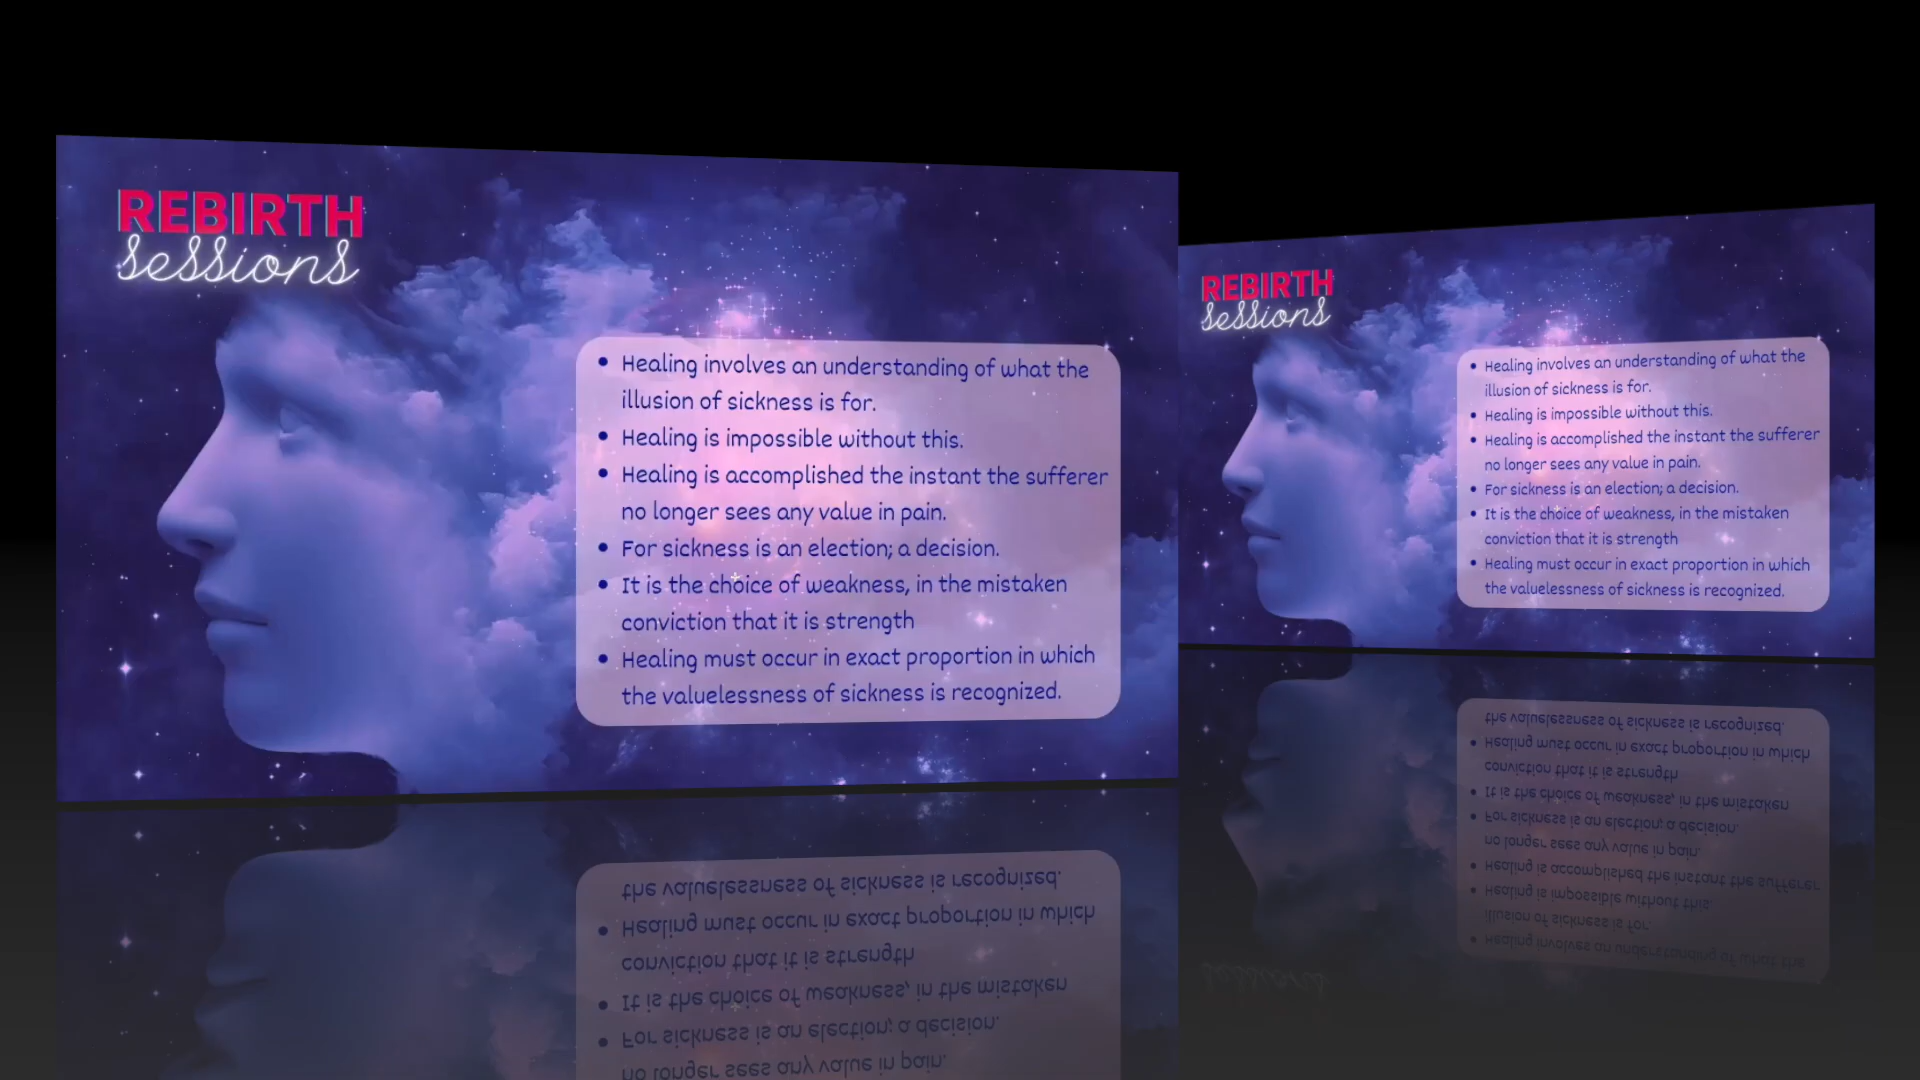 REBIRTH
sessions
• Healing involves an understanding of what the
illusion of sickness is for.
• Healing is impossible without this.
• Healing is accomplished the instant the sufferer
no longer sees any value in pain.
• For sickness is an election; a decision.
• It is the choice of weakness, in the mistaken
conviction that it is strength
• Healing must occur in exact proportion in which
the valuelessness of sickness is recognized.
REBIRTH
sessions
• Healing involves an understanding of what the
illusion of sickness is for.
• Healing is impossible without this.
• Healing is accomplished the instant the sufferer
no longer sees any value in pain.
• For sickness is an election; a decision.
• It is the choice of weakness, in the mistaken
conviction that it is strength
• Healing must occur in exact proportion in which
the valuelessness of sickness is recognized.